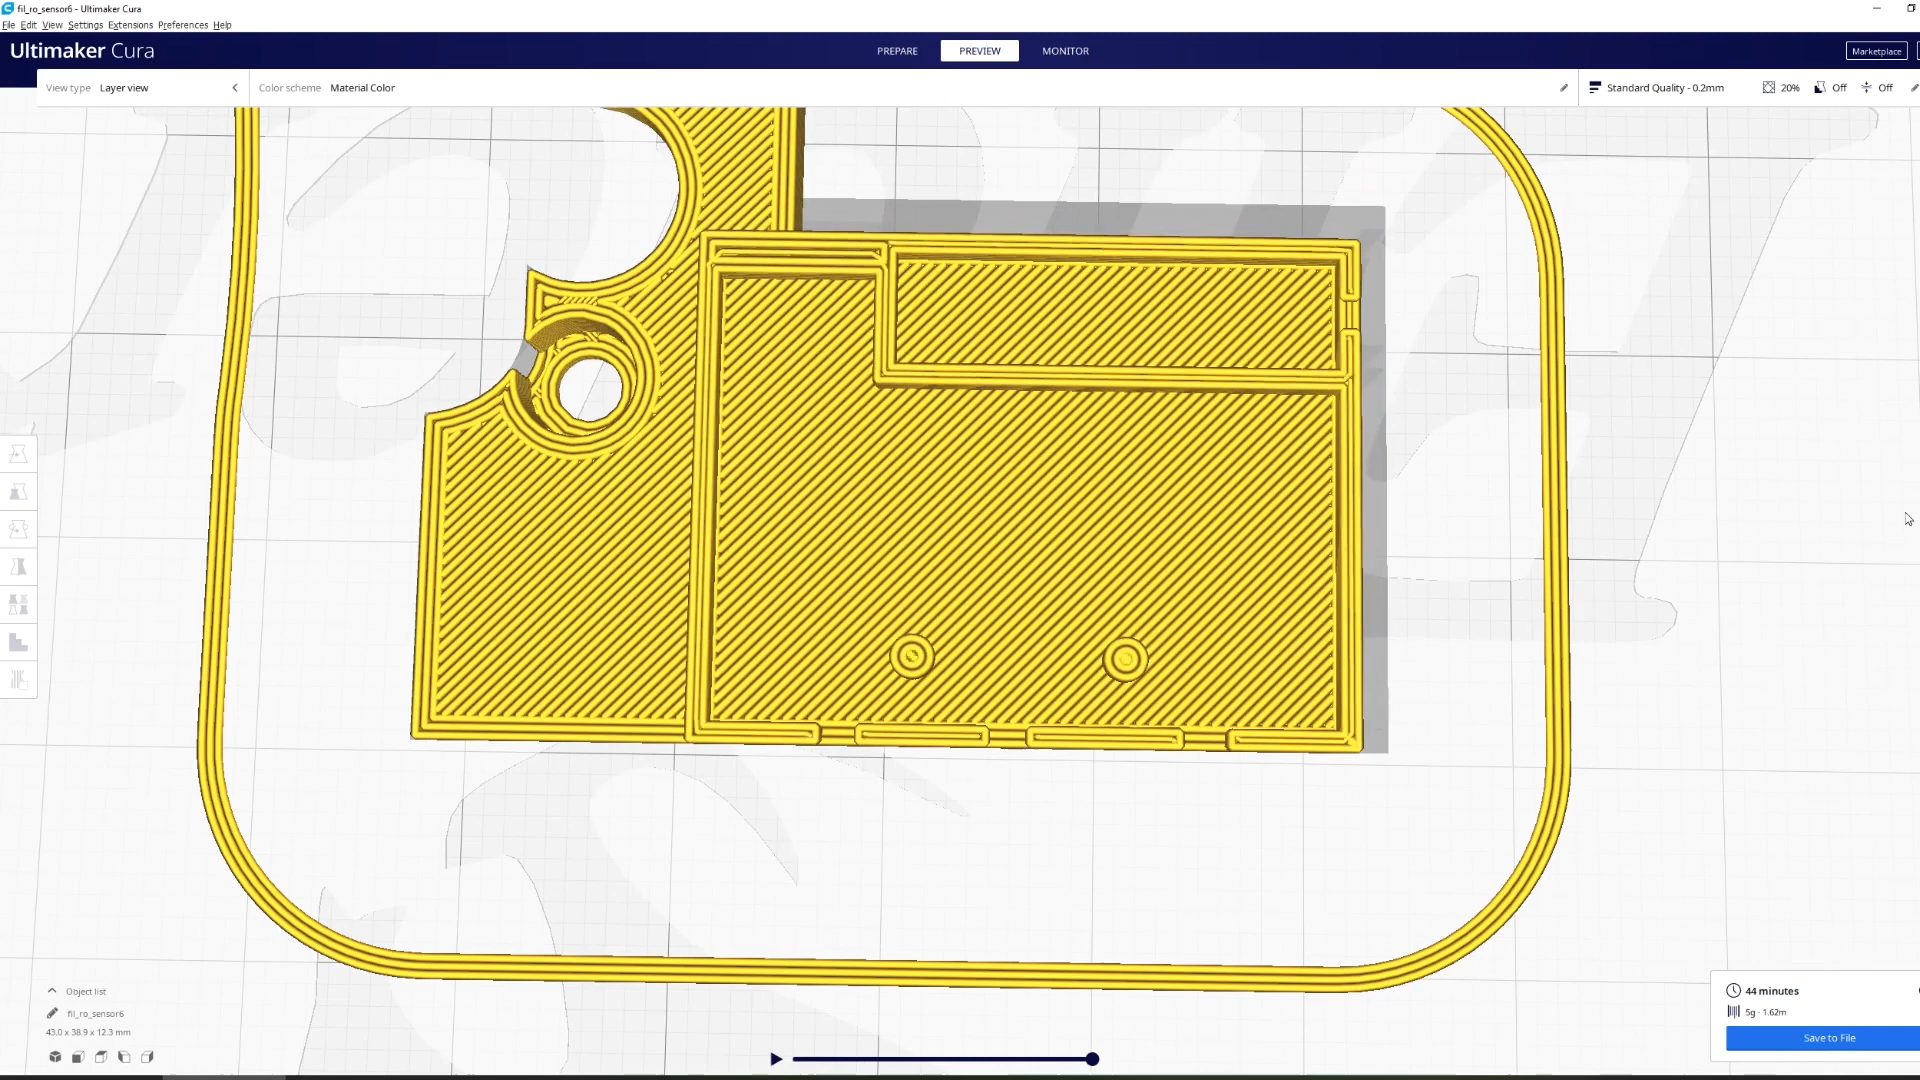 fil_ro_sensor6 - Ultimaker Cura
File Edit View Settings Extensions Preferences Help
Ultimaker Cura
PREPARE PREVIEW MONITOR
Marketplace
View type Layer view
Color scheme Material Color
Standard Quality - 0.2mm 20% Off Off
Object list
fil_ro_sensor6
43.0 x 38.9 x 12.3 mm
44 minutes
5g · 1.62m
Save to File